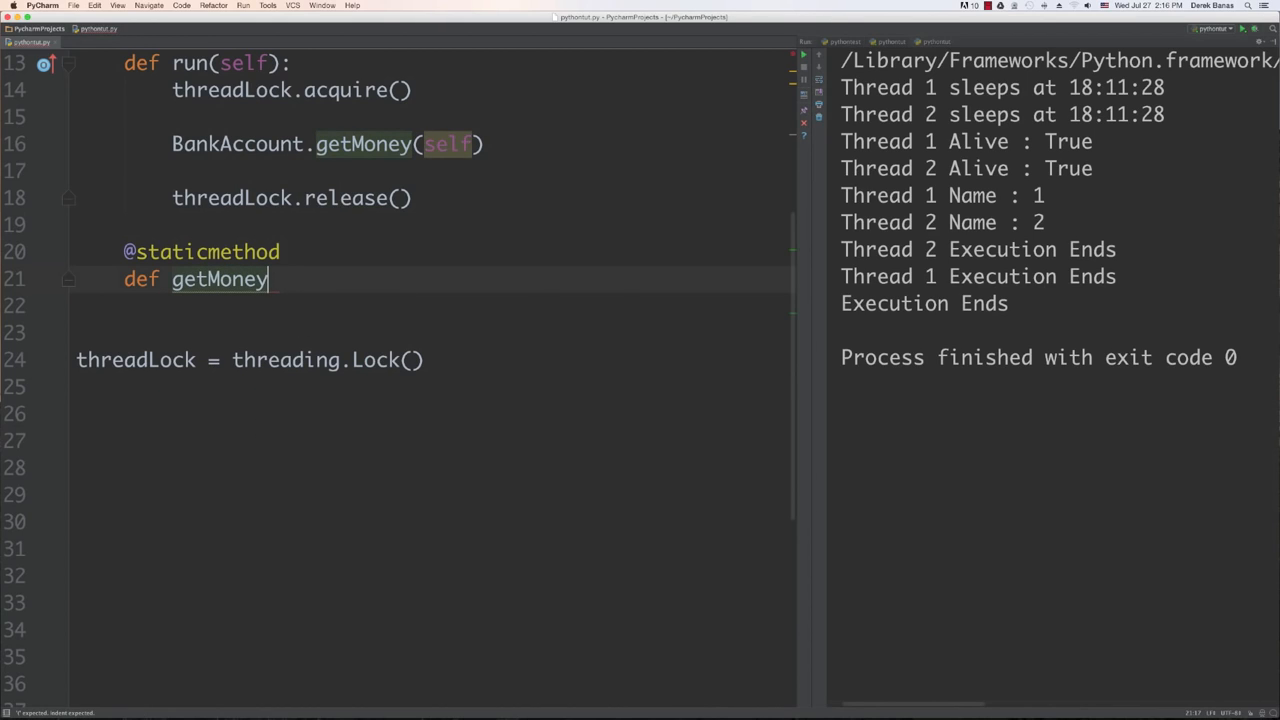 PyCharm File Edit View Navigate Code Refactor Run Tools VCS Window Help
10 Wed Jul 27 2:16 PM Derek Banas
pythontut.py - PycharmProjects - [~/PycharmProjects]
PycharmProjects pythontut.py
pythontut
pythontut.py
Run: pythontest pythontut pythontut
13 def run(self):
14 threadLock.acquire()
15
16 BankAccount.getMoney(self)
17
18 threadLock.release()
19
20 @staticmethod
21 def getMoney
22
23
24 threadLock = threading.Lock()
25
26
27
28
29
30
31
32
33
34
35
36
/Library/Frameworks/Python.framework/
Thread 1 sleeps at 18:11:28
Thread 2 sleeps at 18:11:28
Thread 1 Alive : True
Thread 2 Alive : True
Thread 1 Name : 1
Thread 2 Name : 2
Thread 2 Execution Ends
Thread 1 Execution Ends
Execution Ends
Process finished with exit code 0
'(' expected. Indent expected.
21:17 LF‡ UTF-8‡